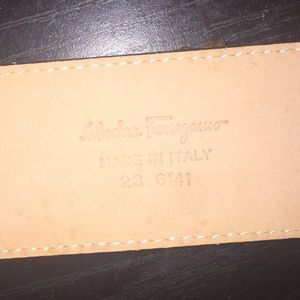 Salvatore Ferragamo
MADE IN ITALY
23 6141